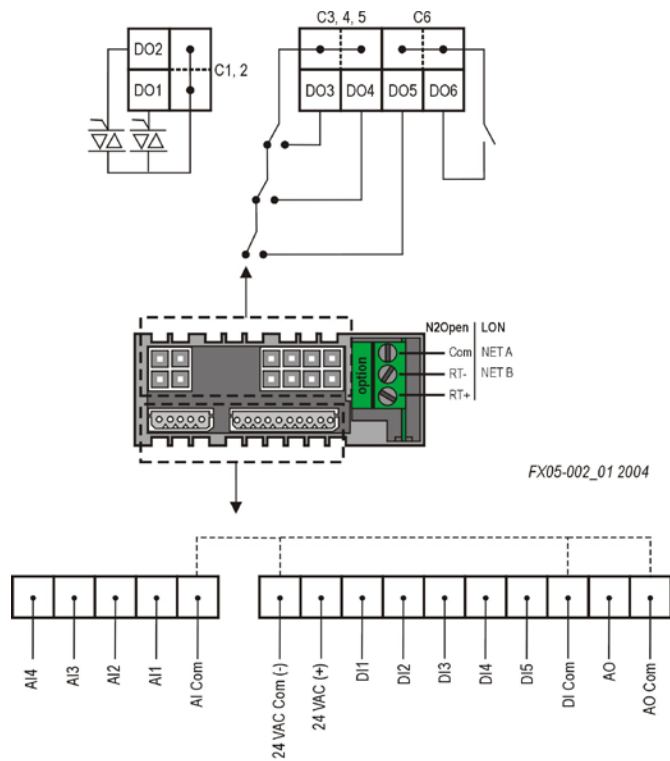 C3, 4, 5 C6
DO2
C1, 2
DO1
DO3 DO4 DO5 DO6
N2Open LON
Com NET A
RT- NET B
RT+
option
FX05-002_01 2004
AI4 AI3 AI2 AI1 AI Com 24 VAC Com (-) 24 VAC (+) DI1 DI2 DI3 DI4 DI5 DI Com AO AO Com